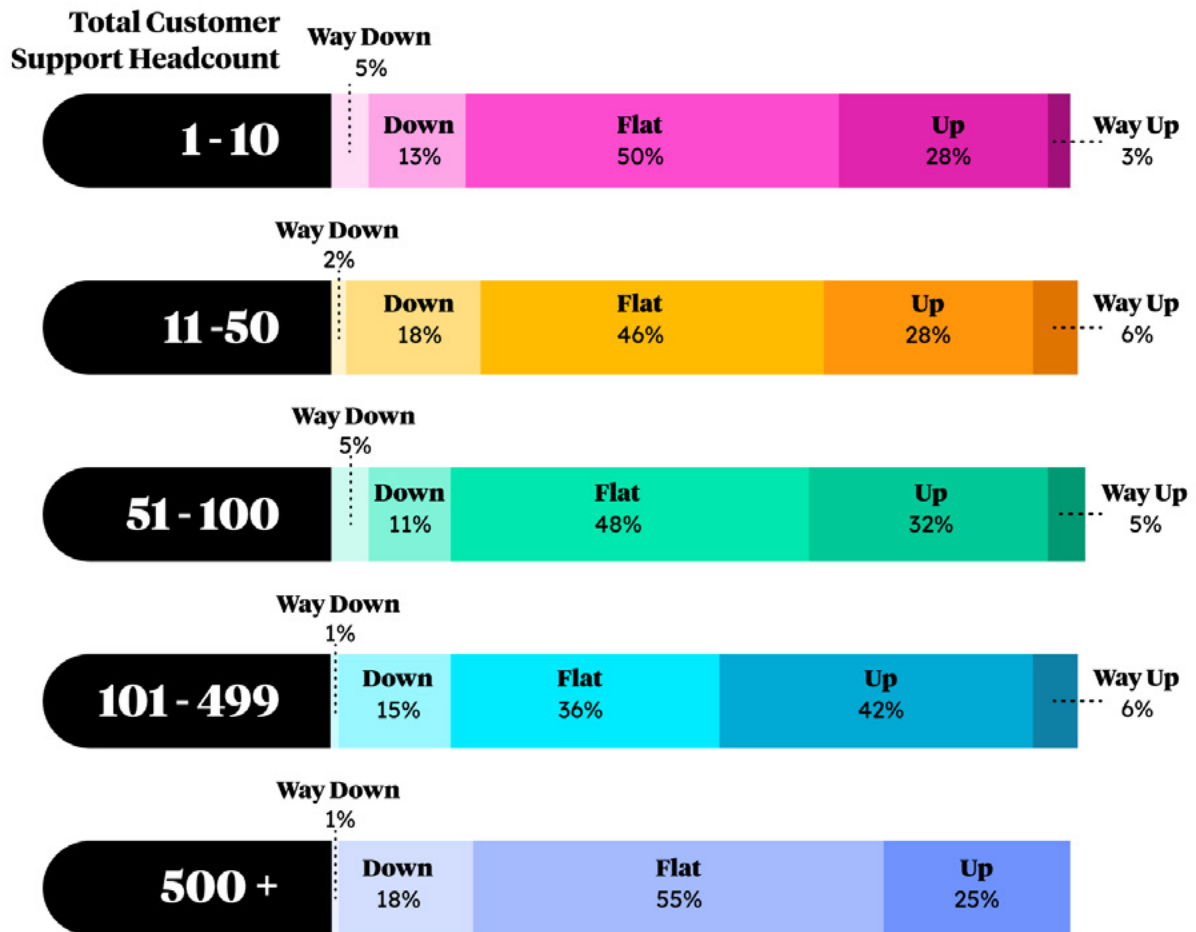 Total Customer
Support Headcount
Way Down
5%
1 - 10
Down
13%
Flat
50%
Up
28%
Way Up
3%
Way Down
2%
11 -50
Down
18%
Flat
46%
Up
28%
Way Up
6%
Way Down
5%
51 - 100
Down
11%
Flat
48%
Up
32%
Way Up
5%
Way Down
1%
101 - 499
Down
15%
Flat
36%
Up
42%
Way Up
6%
Way Down
1%
500 +
Down
18%
Flat
55%
Up
25%